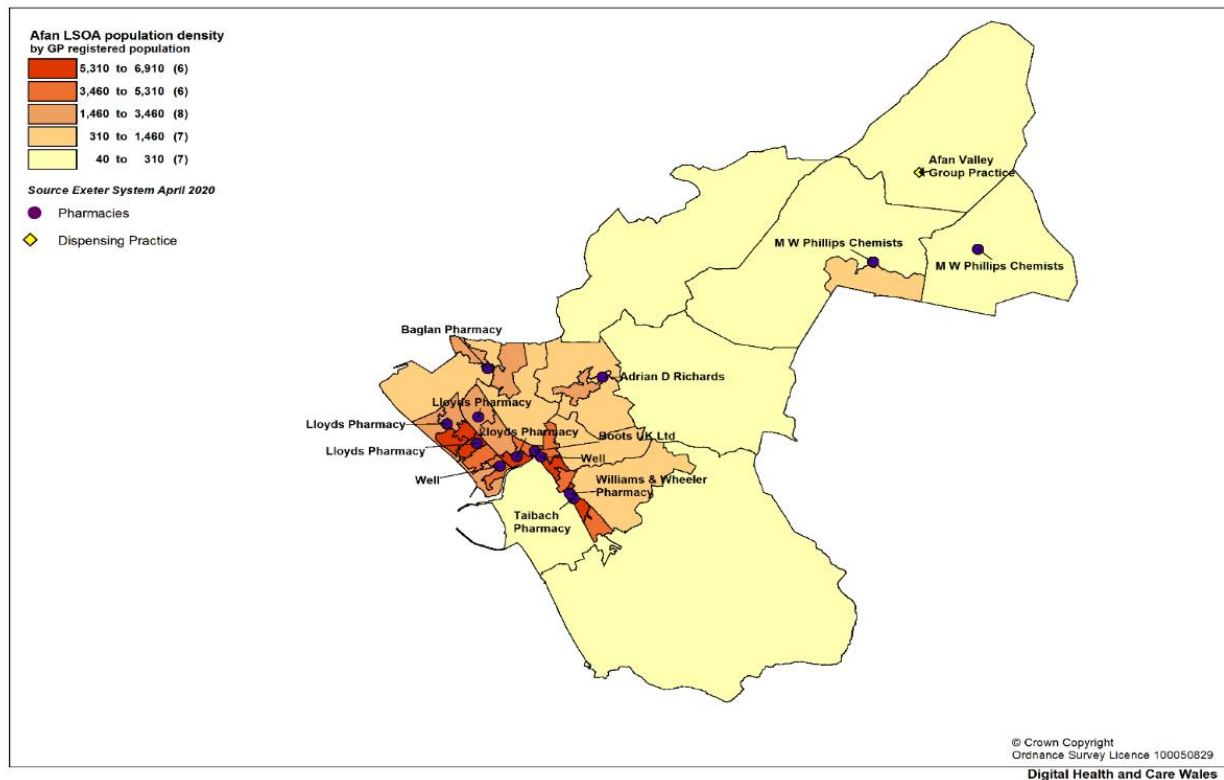 Afan LSOA population density
by GP registered population
5,310 to 6,910 (6)
3,460 to 5,310 (6)
1,460 to 3,460 (8)
310 to 1,460 (7)
40 to 310 (7)
Source Exeter System April 2020
Pharmacies
Dispensing Practice
Afan Valley
Group Practice
M W Phillips Chemists
M W Phillips Chemists
Baglan Pharmacy
Adrian D Richards
Lloyds Pharmacy
Lloyds Pharmacy
Lloyds Pharmacy
Boots UK Ltd
Lloyds Pharmacy
Well
Well
Williams & Wheeler
Pharmacy
Taibach
Pharmacy
© Crown Copyright
Ordnance Survey Licence 100050829
Digital Health and Care Wales